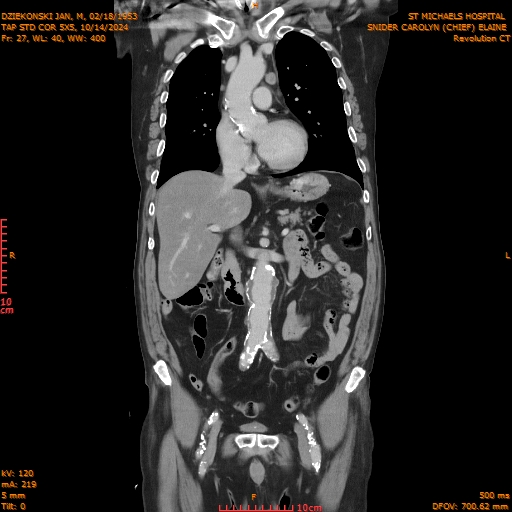 DZIEKONSKI JAN, M, 02/18/1953
TAP STD COR 5X5, 10/14/2024
Fr: 27, WL: 40, WW: 400
ST MICHAELS HOSPITAL
SNIDER CAROLYN (CHIEF) ELAINE
Revolution CT
R
L
10
cm
kV: 120
mA: 219
5 mm
Tilt: 0
F
10cm
500 ms
DFOV: 700.62 mm